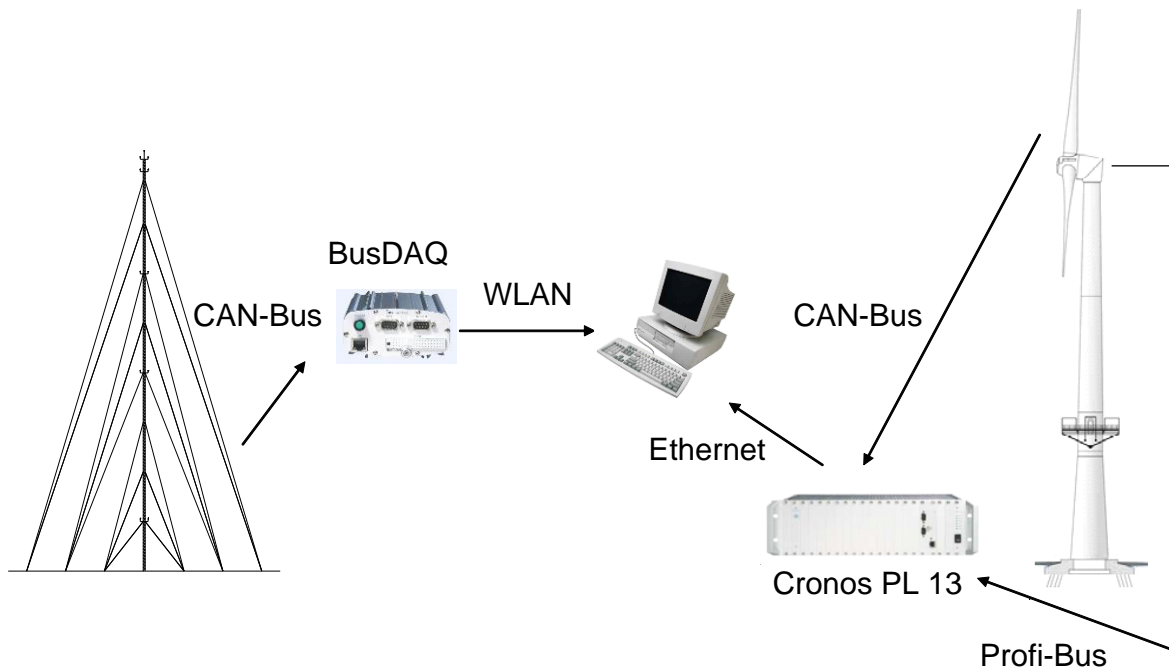 BusDAQ
WLAN
CAN-Bus
CAN-Bus
Ethernet
Cronos PL 13
Profi-Bus